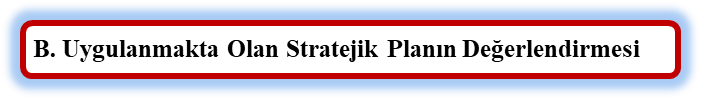 B. Uygulanmakta Olan Stratejik Planın Değerlendirmesi